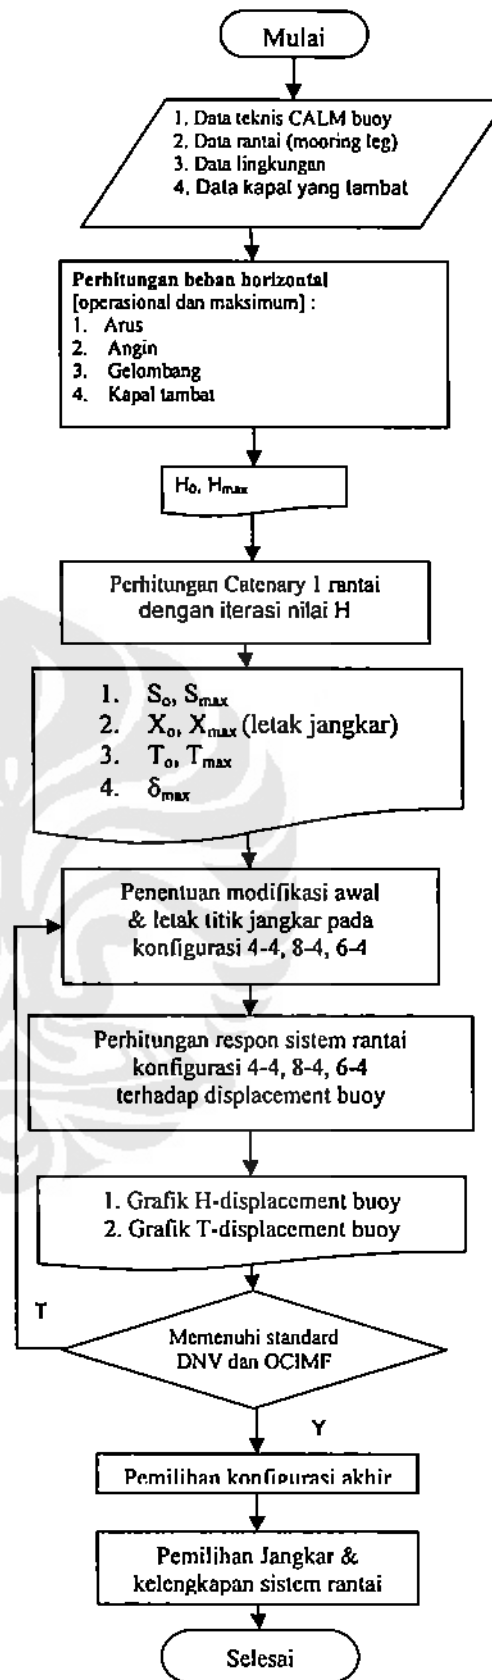 Mulai
1. Data teknis CALM buoy
2. Data rantai (mooring leg)
3. Data lingkungan
4. Data kapal yang tambat
Perhitungan beban horizontal
[operasional dan maksimum] :
1. Arus
2. Angin
3. Gelombang
4. Kapal tambat
Ho, Hmax
Perhitungan Catenary 1 rantai
dengan iterasi nilai H
1. So, Smax
2. Xo, Xmax (letak jangkar)
3. To, Tmax
4. δmax
Penentuan modifikasi awal
& letak titik jangkar pada
konfigurasi 4-4, 8-4, 6-4
Perhitungan respon sistem rantai
konfigurasi 4-4, 8-4, 6-4
terhadap displacement buoy
1. Grafik H-displacement buoy
2. Grafik T-displacement buoy
T
Memenuhi standard
DNV dan OCIMF
Y
Pemilihan konfigurasi akhir
Pemilihan Jangkar &
kelengkapan sistem rantai
Selesai